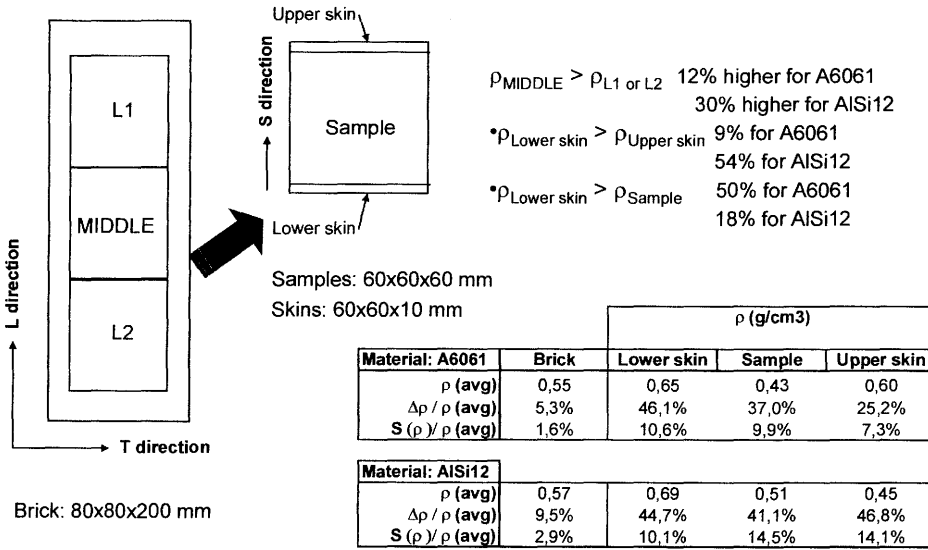 Upper skin
S direction
Sample
Lower skin
L1
MIDDLE
L2
L direction
T direction
Brick: 80x80x200 mm
Samples: 60x60x60 mm
Skins: 60x60x10 mm
ρMIDDLE > ρL1 or L2 12% higher for A6061
30% higher for AlSi12
•ρLower skin > ρUpper skin 9% for A6061
54% for AlSi12
•ρLower skin > ρSample 50% for A6061
18% for AlSi12
ρ (g/cm3)
Material: A6061 Brick Lower skin Sample Upper skin
ρ (avg) 0,55 0,65 0,43 0,60
Δρ / ρ (avg) 5,3% 46,1% 37,0% 25,2%
S (ρ) / ρ (avg) 1,6% 10,6% 9,9% 7,3%
Material: AlSi12
ρ (avg) 0,57 0,69 0,51 0,45
Δρ / ρ (avg) 9,5% 44,7% 41,1% 46,8%
S (ρ) / ρ (avg) 2,9% 10,1% 14,5% 14,1%